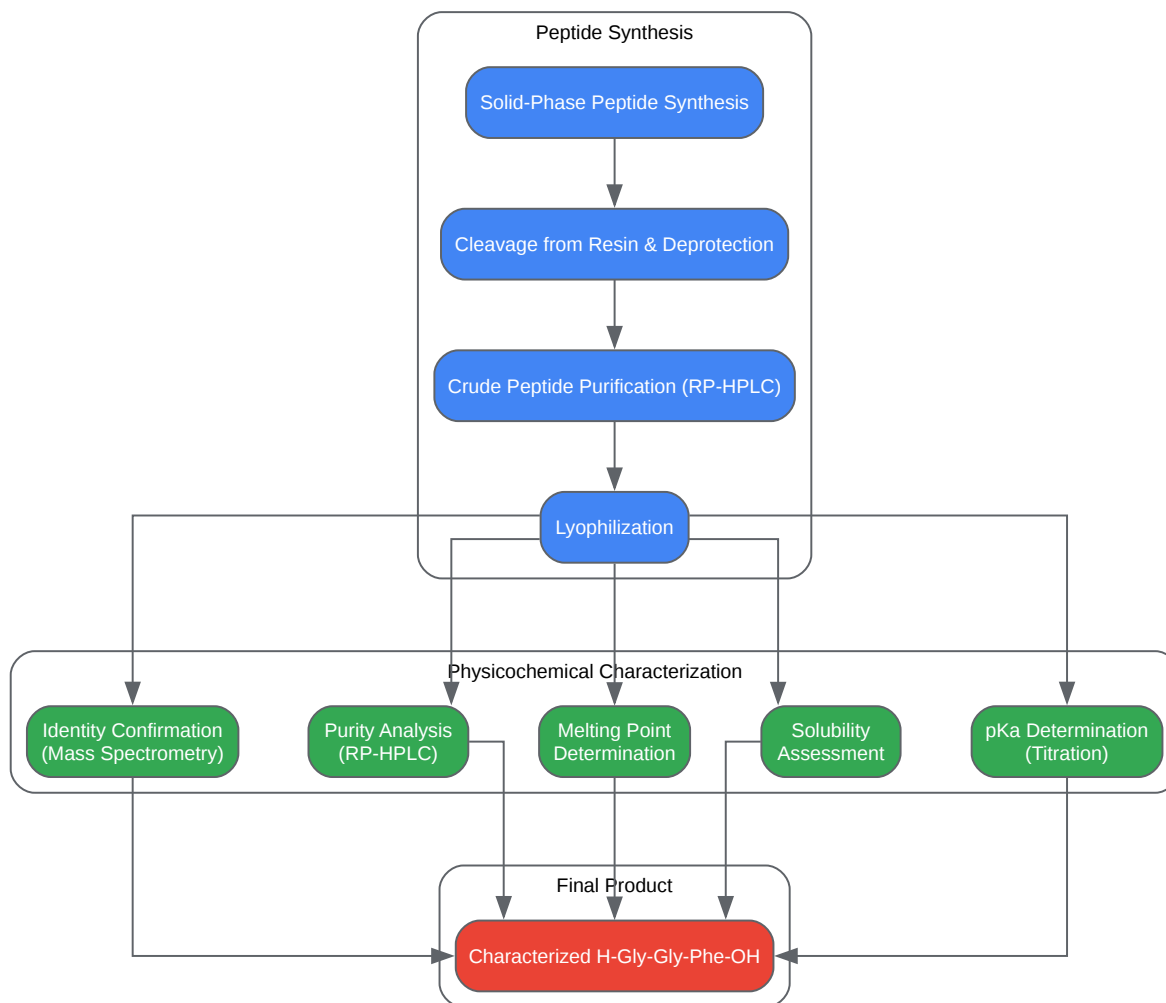 Peptide Synthesis
Solid-Phase Peptide Synthesis
Cleavage from Resin & Deprotection
Crude Peptide Purification (RP-HPLC)
Lyophilization
Physicochemical Characterization
Identity Confirmation
(Mass Spectrometry)
Purity Analysis
(RP-HPLC)
Melting Point
Determination
Solubility
Assessment
pKa Determination
(Titration)
Final Product
Characterized H-Gly-Gly-Phe-OH